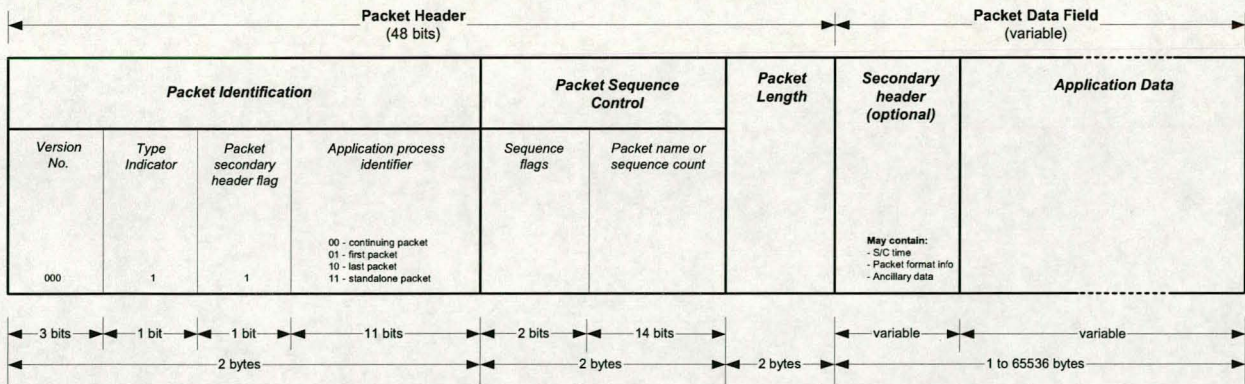 Packet Header
(48 bits)
Packet Data Field
(variable)
Packet Identification
Packet Sequence
Control
Packet
Length
Secondary
header
(optional)
Application Data
Version
No.
Type
Indicator
Packet
secondary
header flag
Application process
identifier
Sequence
flags
Packet name or
sequence count
000
1
1
00 - continuing packet
01 - first packet
10 - last packet
11 - standalone packet
May contain:
- S/C time
- Packet format info
- Ancillary data
3 bits
1 bit
1 bit
11 bits
2 bits
14 bits
variable
variable
2 bytes
2 bytes
2 bytes
1 to 65536 bytes